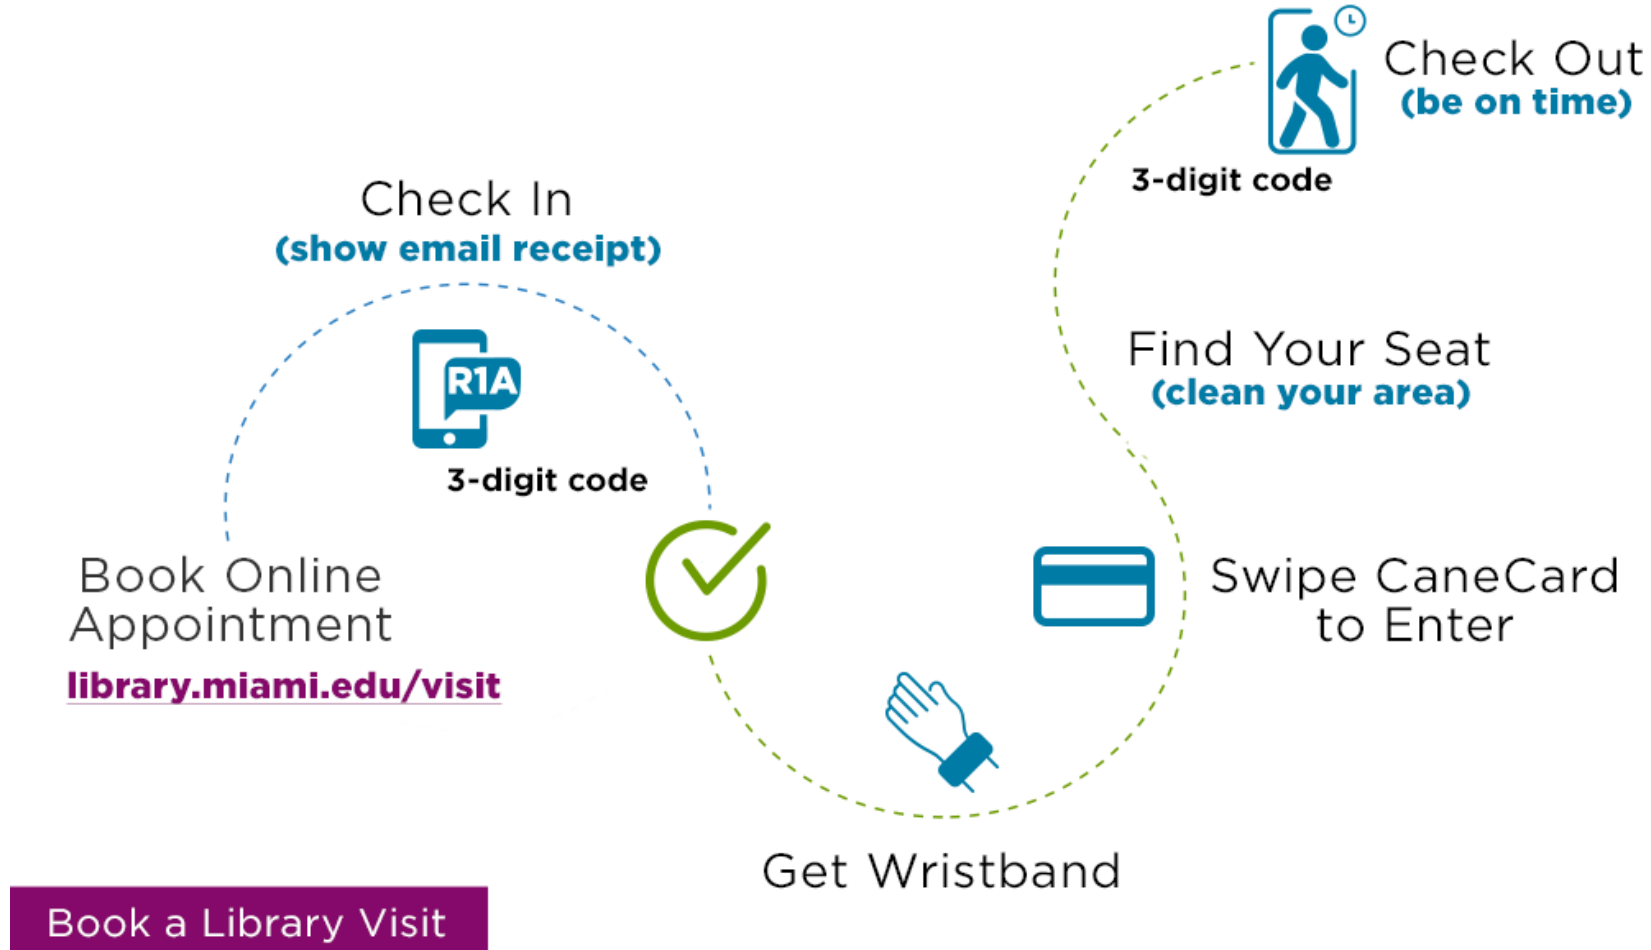 Book Online
Appointment
library.miami.edu/visit
Check In
(show email receipt)
R1A
3-digit code
Get Wristband
Swipe CaneCard
to Enter
Find Your Seat
(clean your area)
Check Out
(be on time)
3-digit code
Book a Library Visit